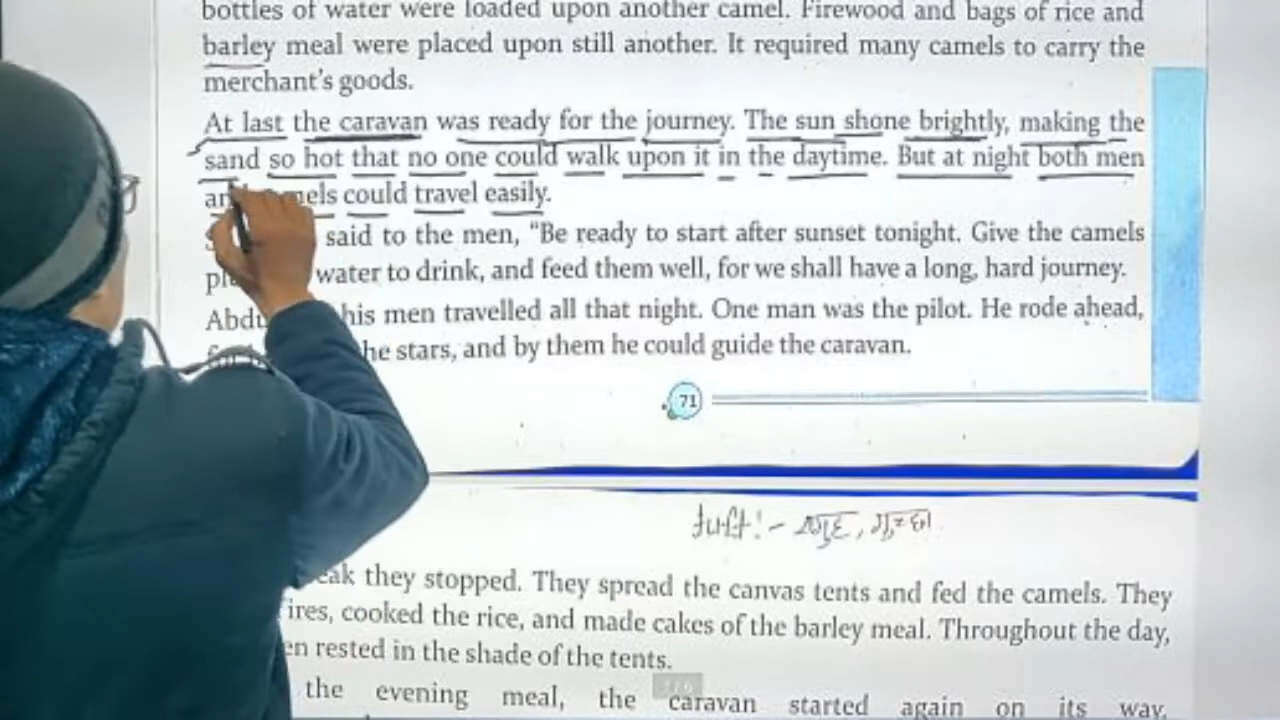 bottles of water were loaded upon another camel. Firewood and bags of rice and
barley meal were placed upon still another. It required many camels to carry the
merchant's goods.
At last the caravan was ready for the journey. The sun shone brightly, making the
sand so hot that no one could walk upon it in the daytime. But at night both men
could travel easily.
said to the men, "Be ready to start after sunset tonight. Give the camels
water to drink, and feed them well, for we shall have a long, hard journey.
his men travelled all that night. One man was the pilot. He rode ahead,
he stars, and by them he could guide the caravan.
71
they stopped. They spread the canvas tents and fed the camels. They
ires, cooked the rice, and made cakes of the barley meal. Throughout the day,
en rested in the shade of the tents.
the evening meal, the caravan started again on its way,